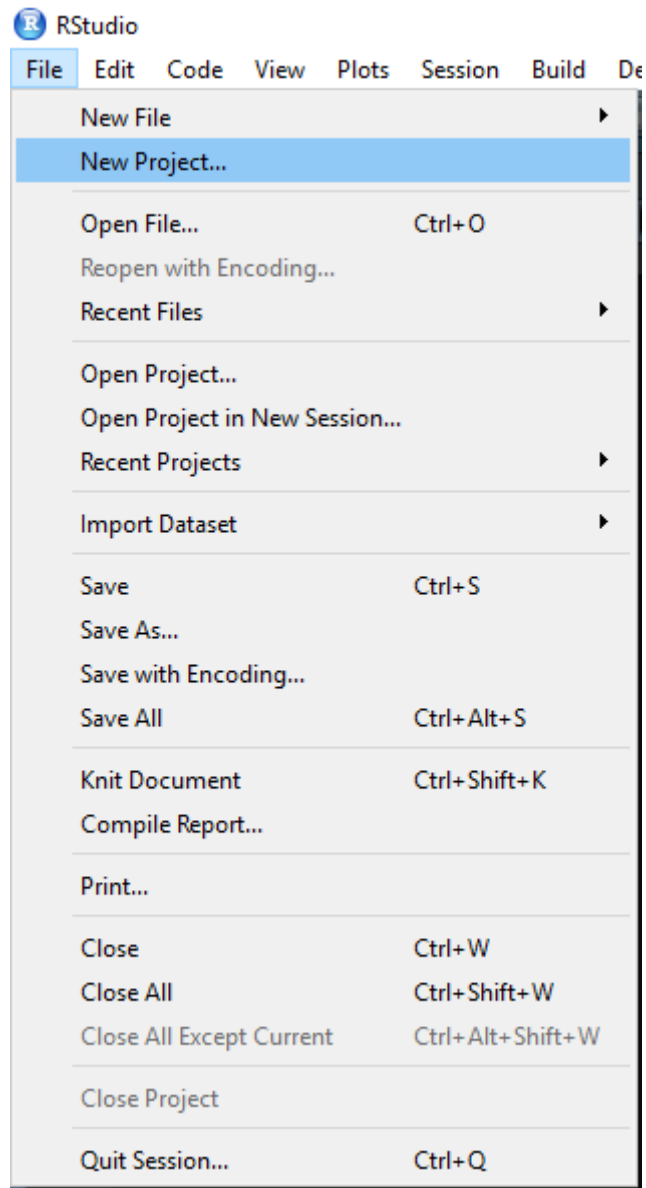 R RStudio
File Edit Code View Plots Session Build De
New File
New Project...
Open File... Ctrl+O
Reopen with Encoding...
Recent Files
Open Project...
Open Project in New Session...
Recent Projects
Import Dataset
Save Ctrl+S
Save As...
Save with Encoding...
Save All Ctrl+Alt+S
Knit Document Ctrl+Shift+K
Compile Report...
Print...
Close Ctrl+W
Close All Ctrl+Shift+W
Close All Except Current Ctrl+Alt+Shift+W
Close Project
Quit Session... Ctrl+Q